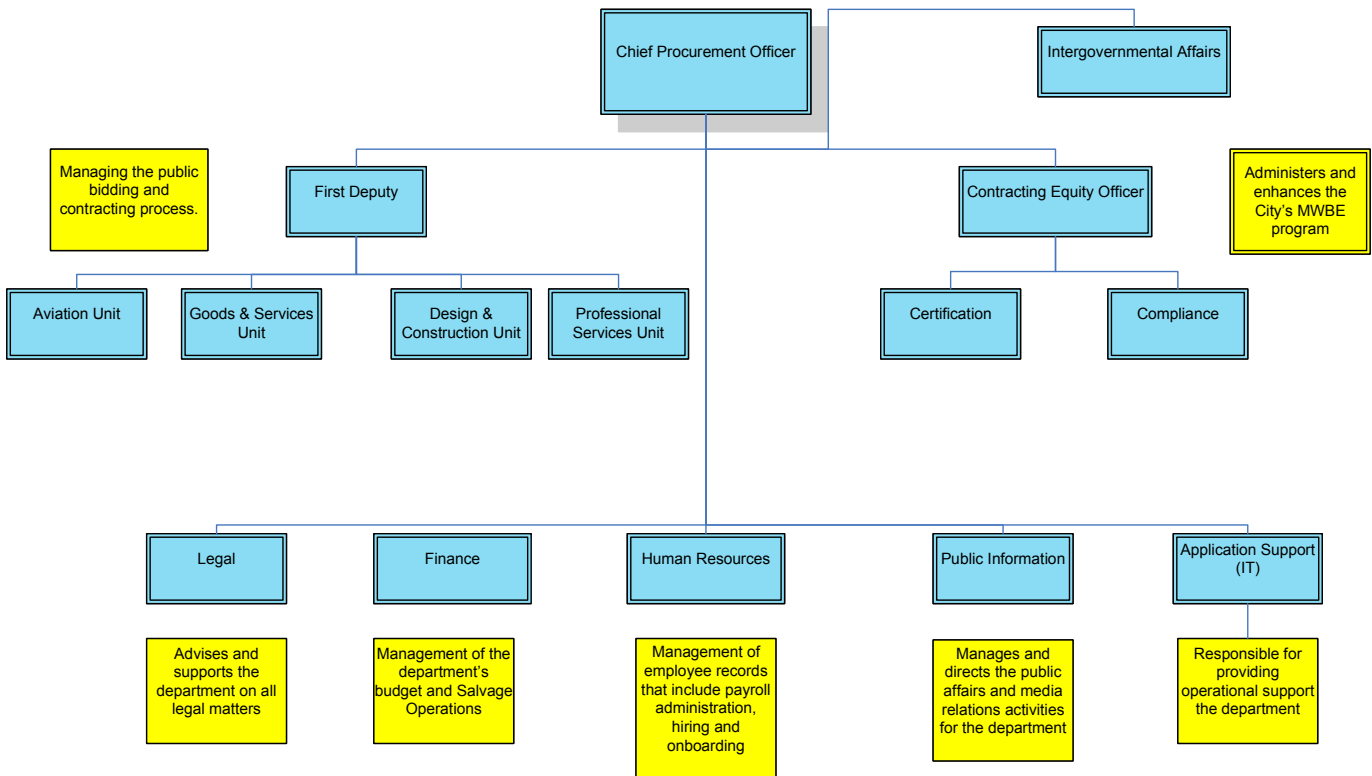 Chief Procurement Officer
Intergovernmental Affairs
Managing the public
bidding and
contracting process.
First Deputy
Contracting Equity Officer
Administers and
enhances the
City’s MWBE
program
Aviation Unit
Goods & Services
Unit
Design &
Construction Unit
Professional
Services Unit
Certification
Compliance
Legal
Finance
Human Resources
Public Information
Application Support
(IT)
Advises and
supports the
department on all
legal matters
Management of the
department’s
budget and Salvage
Operations
Management of
employee records
that include payroll
administration,
hiring and
onboarding
Manages and
directs the public
affairs and media
relations activities
for the department
Responsible for
providing
operational support
the department